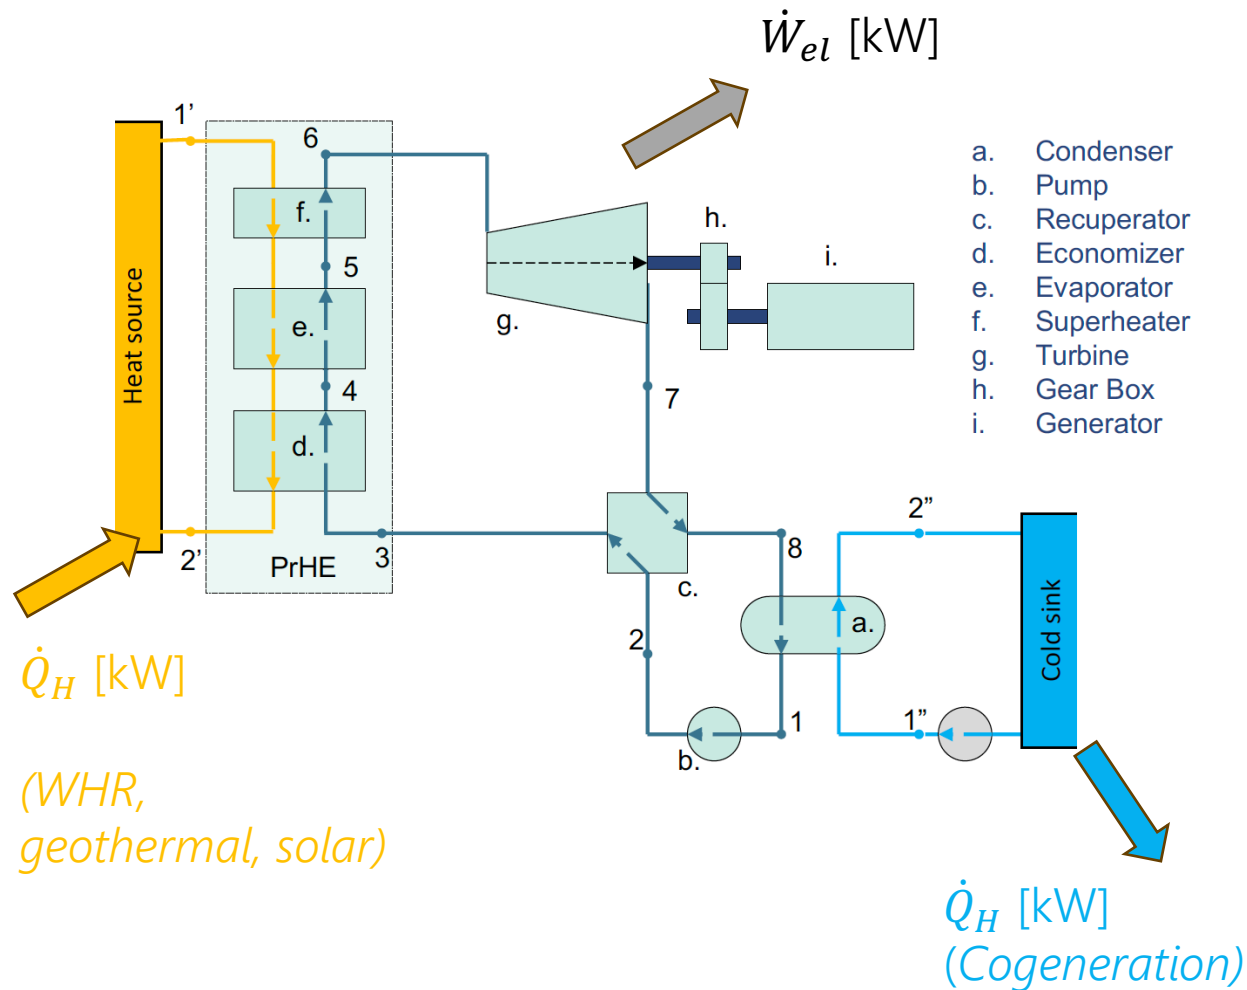 Ẇel [kW]
1’
6
f.
5
e.
4
d.
2’
3
PrHE
Heat source
g.
h.
i.
7
c.
8
2
1
b.
a.
2”
1”
Cold sink
a. Condenser
b. Pump
c. Recuperator
d. Economizer
e. Evaporator
f. Superheater
g. Turbine
h. Gear Box
i. Generator
Q̇H [kW]
(WHR,
geothermal, solar)
Q̇H [kW]
(Cogeneration)